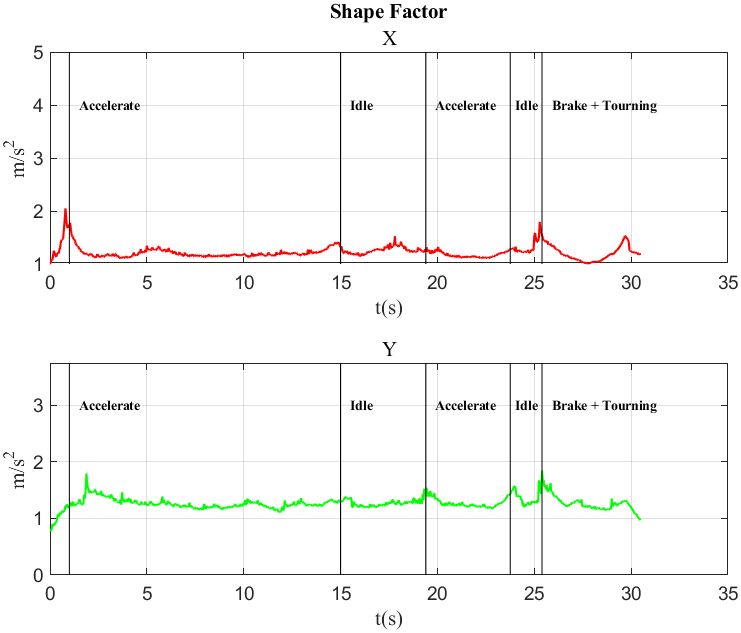 Shape Factor
X
5
4
3
2
1
m/s²
Accelerate Idle Accelerate Idle Brake + Tourning
0 5 10 15 20 25 30 35
t(s)
Y
3
2
1
0
m/s²
Accelerate Idle Accelerate Idle Brake + Tourning
0 5 10 15 20 25 30 35
t(s)